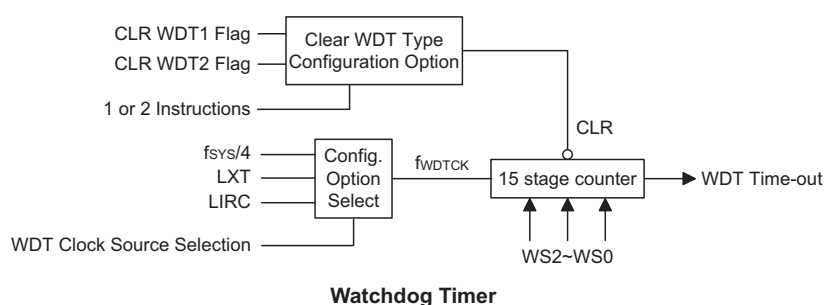 CLR WDT1 Flag
CLR WDT2 Flag
Clear WDT Type
Configuration Option
1 or 2 Instructions
CLR
fSYS/4
LXT
LIRC
Config.
Option
Select
fWDTCK
15 stage counter
WDT Time-out
WDT Clock Source Selection
WS2~WS0
Watchdog Timer